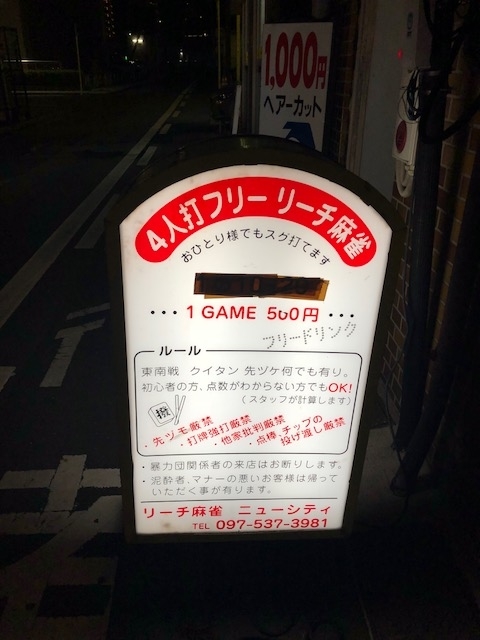 1,000円
ヘアーカット
4人打フリー リーチ麻雀
おひとり様でもスグ打てます
・・・1 GAME 500円・・・
フリードリンク
ルール
東南戦 クイタン 先ヅケ何でも有り。
初心者の方、点数がわからない方でもOK!
(スタッフが計算します)
・先ヅモ厳禁
・打牌強打厳禁
・他家批判厳禁
・点棒、チップの
投げ渡し厳禁
・暴力団関係者の来店はお断りします。
・泥酔者、マナーの悪いお客様は帰って
いただく事が有ります。
リーチ麻雀 ニューシティ
TEL 097-537-3981